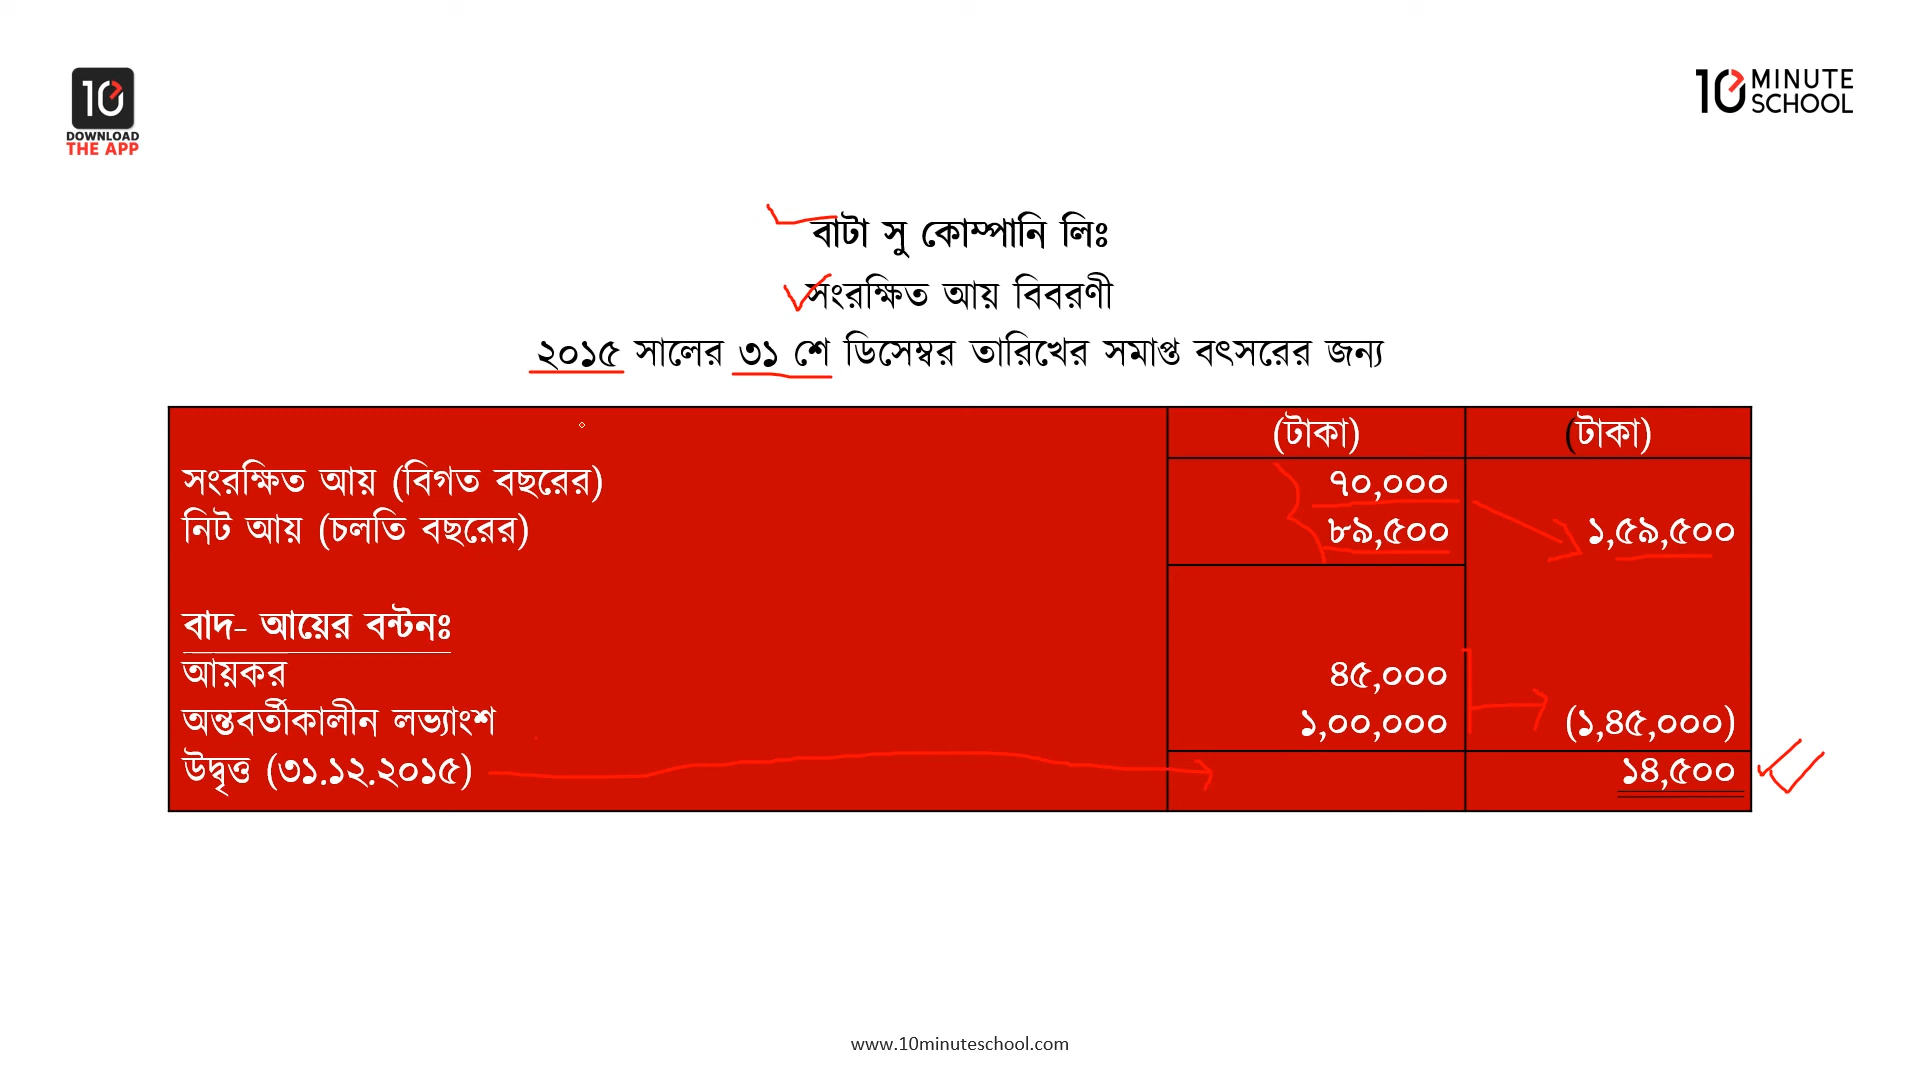 10
DOWNLOAD
THE APP
10 MINUTE
SCHOOL
বাটা সু কোম্পানি লিঃ
সংরক্ষিত আয় বিবরণী
২০১৫ সালের ৩১ শে ডিসেম্বর তারিখের সমাপ্ত বৎসরের জন্য
(টাকা) (টাকা)
সংরক্ষিত আয় (বিগত বছরের) ৭০,০০০
নিট আয় (চলতি বছরের) ৮৯,৫০০ ১,৫৯,৫০০
বাদ- আয়ের বন্টনঃ
আয়কর ৪৫,০০০
অন্তবর্তীকালীন লভ্যাংশ ১,০০,০০০ (১,৪৫,০০০)
উদ্বৃত্ত (৩১.১২.২০১৫) ১৪,৫০০
www.10minuteschool.com